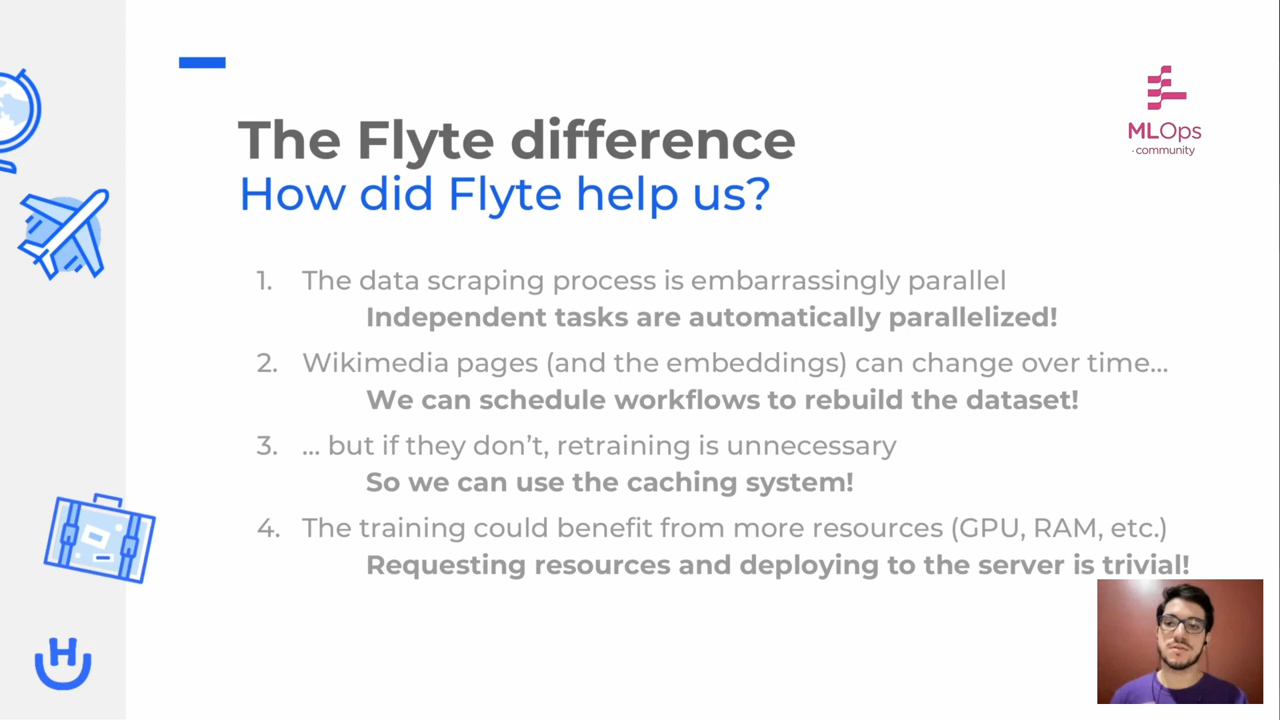 The Flyte difference
How did Flyte help us?
MLOps
community
1. The data scraping process is embarrassingly parallel
Independent tasks are automatically parallelized!
2. Wikimedia pages (and the embeddings) can change over time...
We can schedule workflows to rebuild the dataset!
3. ... but if they don't, retraining is unnecessary
So we can use the caching system!
4. The training could benefit from more resources (GPU, RAM, etc.)
Requesting resources and deploying to the server is trivial!
H